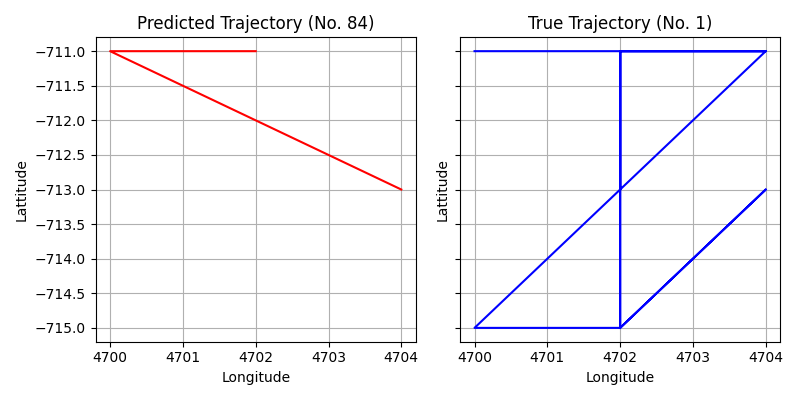 Predicted Trajectory (No. 84)
−711.0
−711.5
−712.0
−712.5
−713.0
−713.5
−714.0
−714.5
−715.0
Lattitude
4700 4701 4702 4703 4704
Longitude
True Trajectory (No. 1)
Lattitude
4700 4701 4702 4703 4704
Longitude